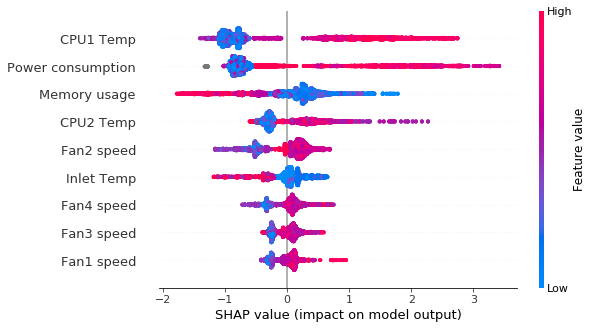 High
CPU1 Temp
Power consumption
Memory usage
CPU2 Temp
Fan2 speed
Inlet Temp
Fan4 speed
Fan3 speed
Fan1 speed
Feature value
Low
−2 −1 0 1 2 3
SHAP value (impact on model output)